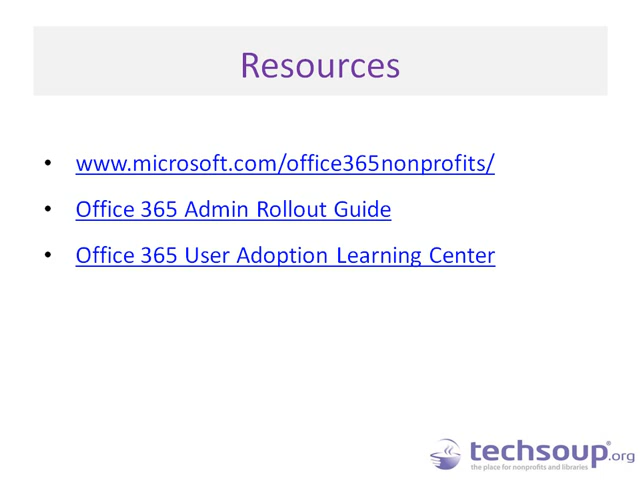 Resources
• www.microsoft.com/office365nonprofits/
• Office 365 Admin Rollout Guide
• Office 365 User Adoption Learning Center
techsoup®.org
the place for nonprofits and libraries